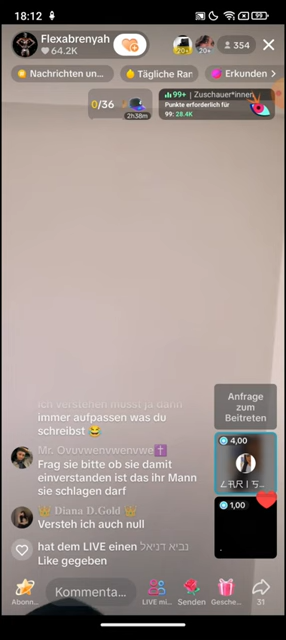 18:12
99
Flexabrenyah
64.2K
20+
20+
354
Nachrichten un...
Tägliche Ran
Erkunden
0/36
2h38m
99+ | Zuschauer*innen
Punkte erforderlich für
99: 28.4K
ich verstehen musst ja dann
immer aufpassen was du
schreibst 😂
Anfrage
zum
Beitreten
4,00
1,00
Mr. Ovuvwenvwenvwe✝️
Frag sie bitte ob sie damit
einverstanden ist das ihr Mann
sie schlagen darf
👑 Diana D.Gold 👑
Versteh ich auch null
hat dem LIVE einen נביא דניאל
Like gegeben
Abonn...
Kommenta...
LIVE mi...
Senden
Gesche...
31